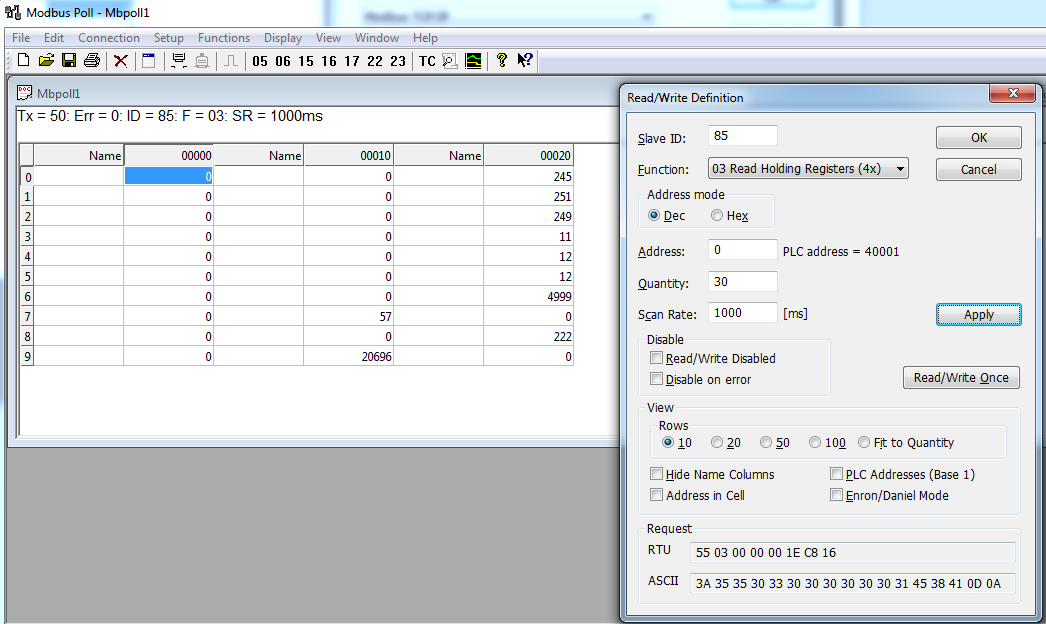 Modbus Poll - Mbpoll1
File Edit Connection Setup Functions Display View Window Help
05 06 15 16 17 22 23 TC
Mbpoll1
Tx = 50: Err = 0: ID = 85: F = 03: SR = 1000ms
Name 00000 Name 00010 Name 00020
0 0 0 245
1 0 0 251
2 0 0 249
3 0 0 11
4 0 0 12
5 0 0 12
6 0 0 4999
7 0 57 0
8 0 0 222
9 0 20696 0
Read/Write Definition
Slave ID: 85 OK
Function: 03 Read Holding Registers (4x) Cancel
Address mode
Dec Hex
Address: 0 PLC address = 40001
Quantity: 30
Scan Rate: 1000 [ms] Apply
Disable
Read/Write Disabled
Disable on error Read/Write Once
View
Rows
10 20 50 100 Fit to Quantity
Hide Name Columns PLC Addresses (Base 1)
Address in Cell Enron/Daniel Mode
Request
RTU 55 03 00 00 00 1E C8 16
ASCII 3A 35 35 30 33 30 30 30 30 30 30 31 45 38 41 0D 0A